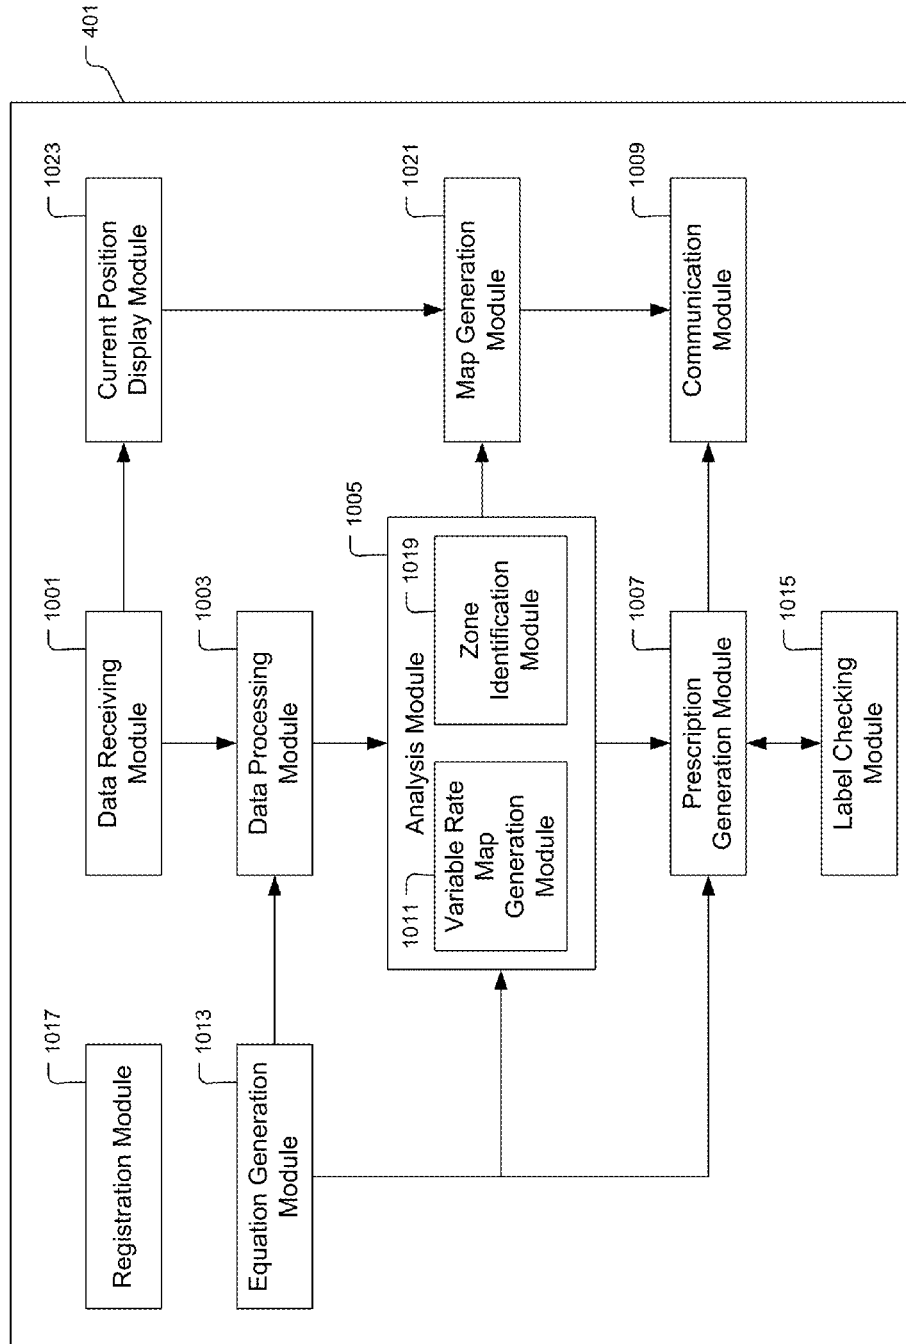 401
1017
Registration Module
1001
Data Receiving
Module
1023
Current Position
Display Module
1013
Equation Generation
Module
1003
Data Processing
Module
1005
Analysis Module
1011
Variable Rate
Map
Generation
Module
1019
Zone
Identification
Module
1021
Map Generation
Module
1007
Prescription
Generation Module
1009
Communication
Module
1015
Label Checking
Module